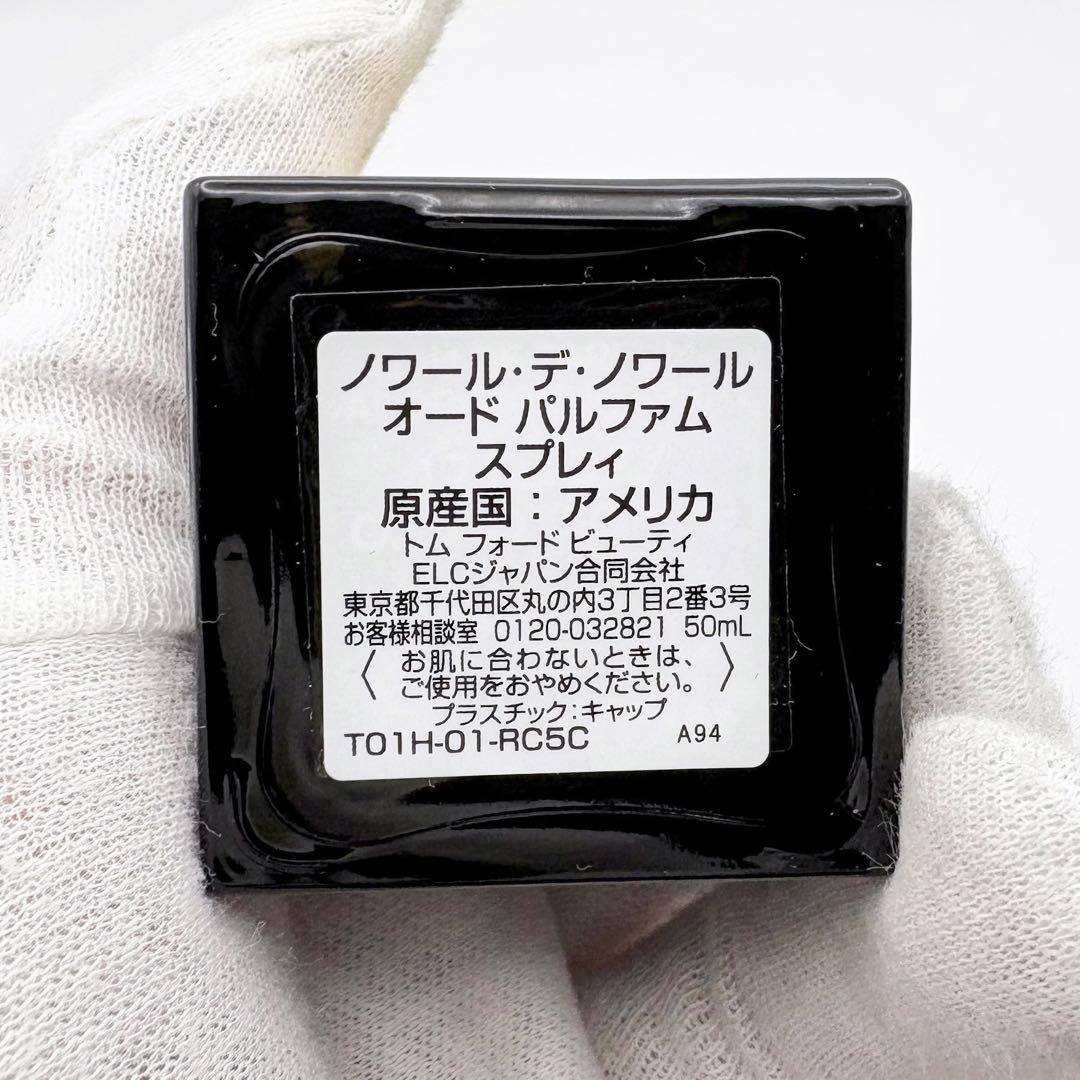 ノワール・デ・ノワール
オード パルファム
スプレィ
原産国：アメリカ
トム フォード ビューティ
ELCジャパン合同会社
東京都千代田区丸の内3丁目2番3号
お客様相談室 0120-032821 50mL
〈 お肌に合わないときは、
ご使用をおやめください。 〉
プラスチック：キャップ
T01H-01-RC5C A94